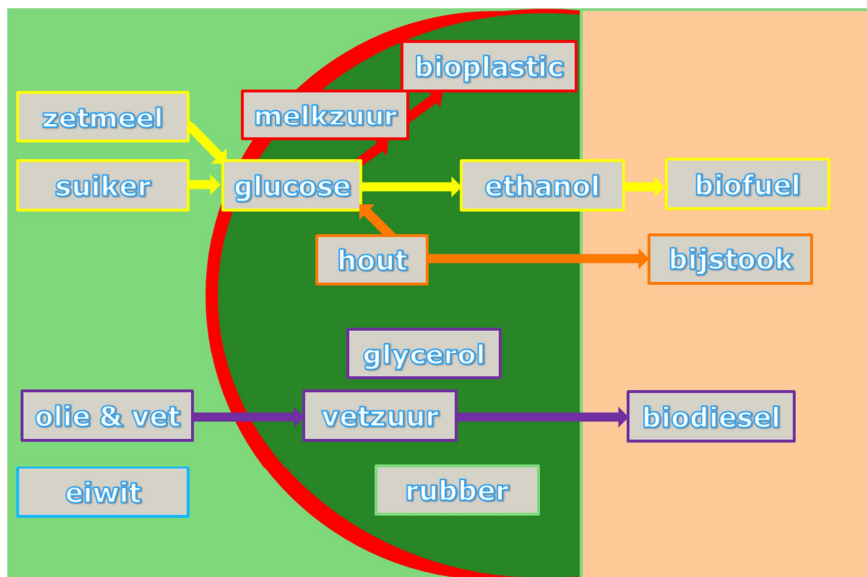 bioplastic
zetmeel
melkzuur
suiker
glucose
ethanol
biofuel
hout
bijstook
glycerol
olie & vet
vetzuur
biodiesel
eiwit
rubber